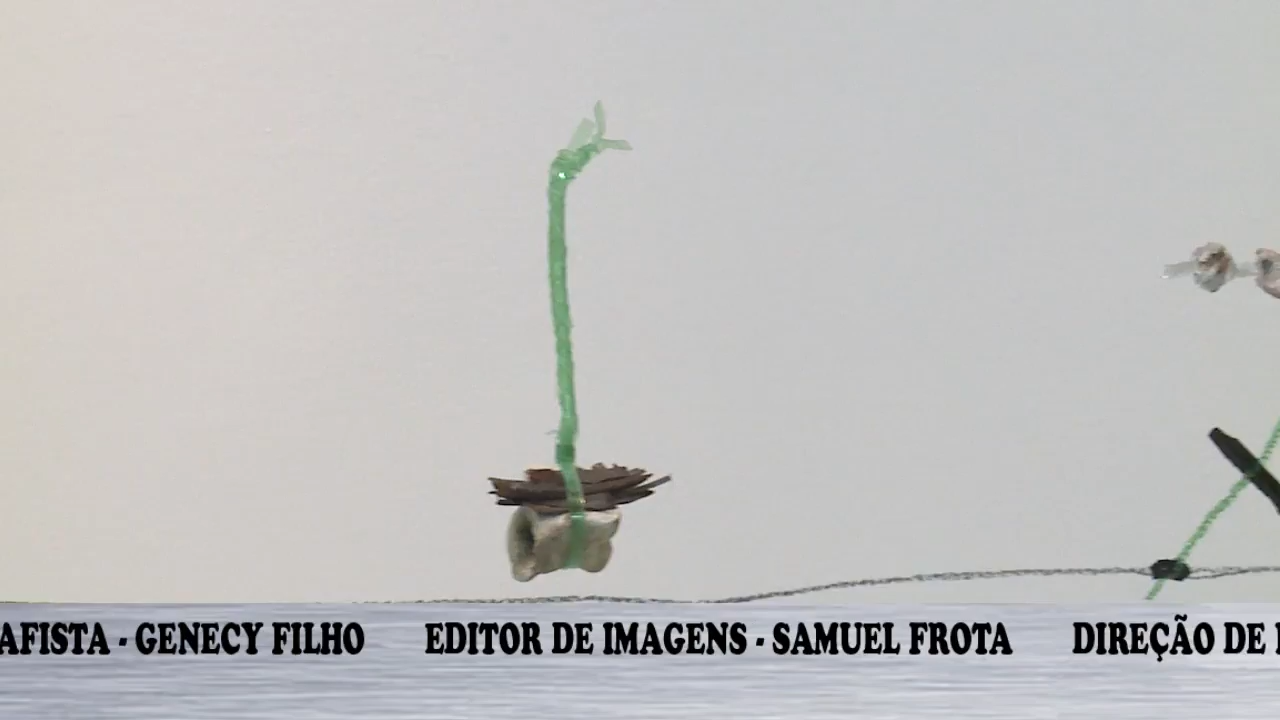 AFISTA - GENECY FILHO EDITOR DE IMAGENS - SAMUEL FROTA DIREÇÃO DE